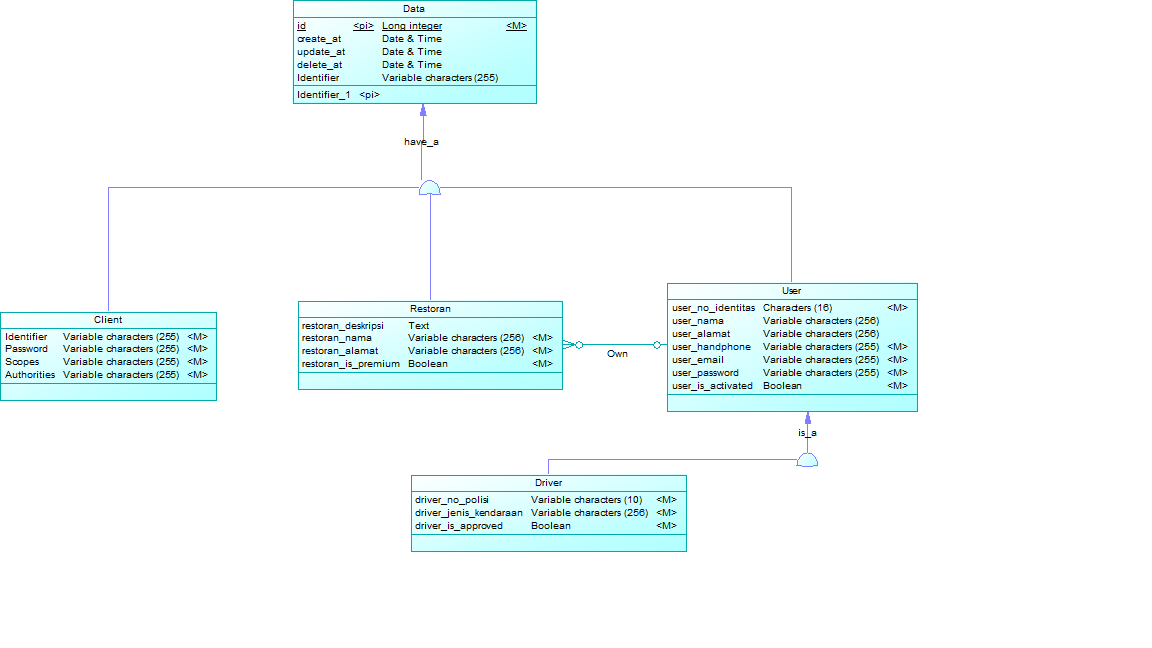 Data
id <pi> Long integer <M>
create_at Date & Time
update_at Date & Time
delete_at Date & Time
Identifier Variable characters (255)
Identifier_1 <pi>
have_a
Client
Identifier Variable characters (255) <M>
Password Variable characters (255) <M>
Scopes Variable characters (255) <M>
Authorities Variable characters (255) <M>
Restoran
restoran_deskripsi Text
restoran_nama Variable characters (256) <M>
restoran_alamat Variable characters (256) <M>
restoran_is_premium Boolean <M>
Own
User
user_no_identitas Characters (16) <M>
user_nama Variable characters (256)
user_alamat Variable characters (256)
user_handphone Variable characters (255) <M>
user_email Variable characters (256) <M>
user_password Variable characters (255) <M>
user_is_activated Boolean <M>
is_a
Driver
driver_no_polisi Variable characters (10) <M>
driver_jenis_kendaraan Variable characters (256) <M>
driver_is_approved Boolean <M>